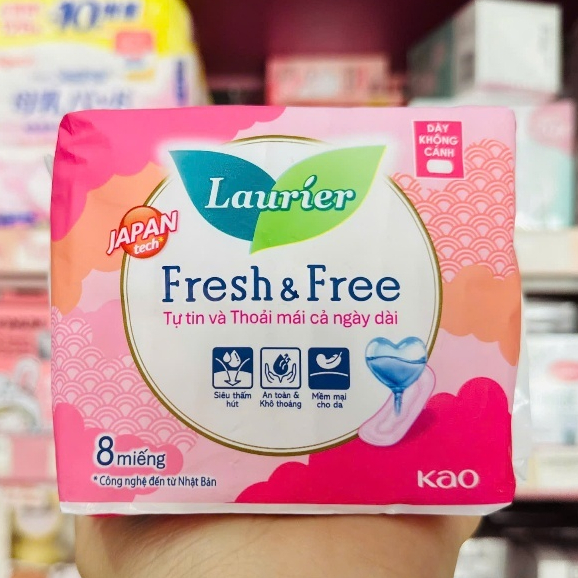 DÀY
KHÔNG
CÁNH
Laurier
JAPAN
tech*
Fresh & Free
Tự tin và Thoải mái cả ngày dài
Siêu thấm
hút
An toàn &
Khô thoáng
Mềm mại
cho da
8 miếng
* Công nghệ đến từ Nhật Bản
Kao